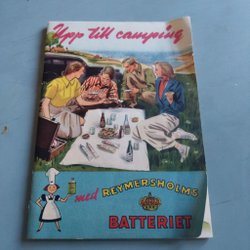 Upp till camping
med
REYMERSHOLMS
BATTERIET